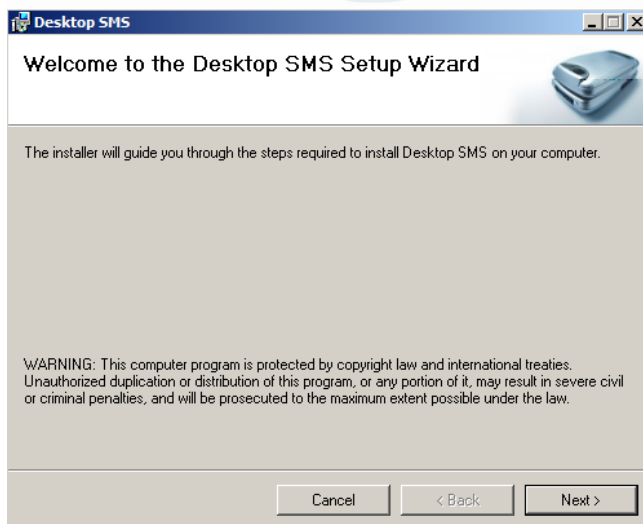 Desktop SMS
Welcome to the Desktop SMS Setup Wizard
The installer will guide you through the steps required to install Desktop SMS on your computer.
WARNING: This computer program is protected by copyright law and international treaties.
Unauthorized duplication or distribution of this program, or any portion of it, may result in severe civil
or criminal penalties, and will be prosecuted to the maximum extent possible under the law.
Cancel
< Back
Next >